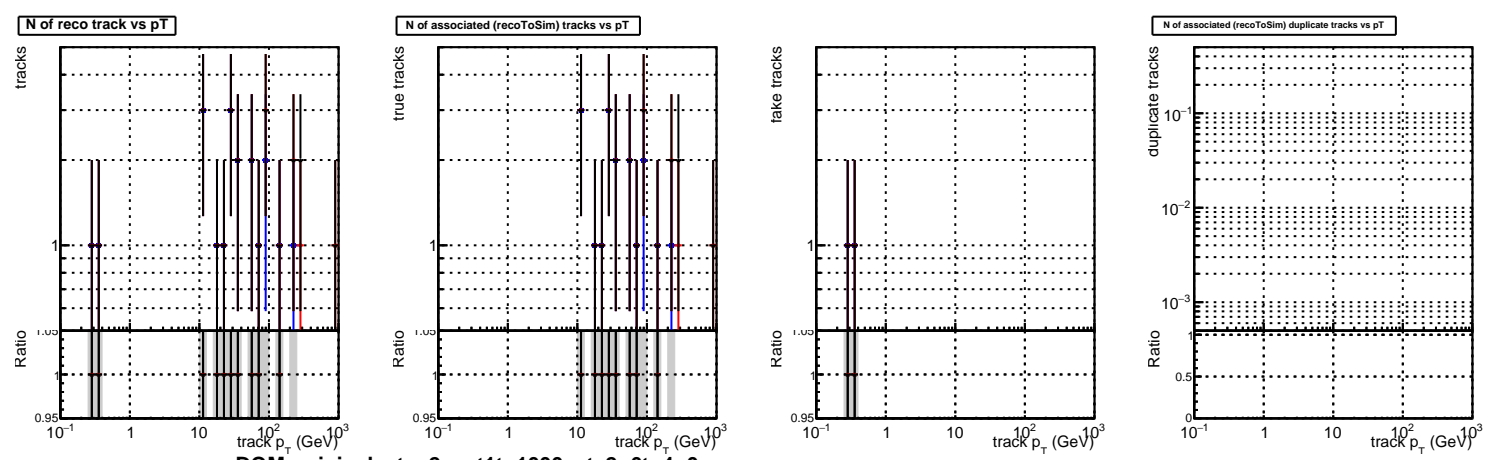 N of reco track vs pT
tracks
1
1.05
Ratio
1
0.95
10⁻¹ 1 10 10² 10³
track p_T (GeV)
N of associated (recoToSim) tracks vs pT
true tracks
1
1.05
Ratio
1
0.95
10⁻¹ 1 10 10² 10³
track p_T (GeV)
fake tracks
1
1.05
Ratio
1
0.95
10⁻¹ 1 10 10² 10³
track p_T (GeV)
N of associated (recoToSim) duplicate tracks vs pT
duplicate tracks
10⁻¹
10⁻²
10⁻³
Ratio
1
0.5
0
10⁻¹ 1 10 10² 10³
track p_T (GeV)